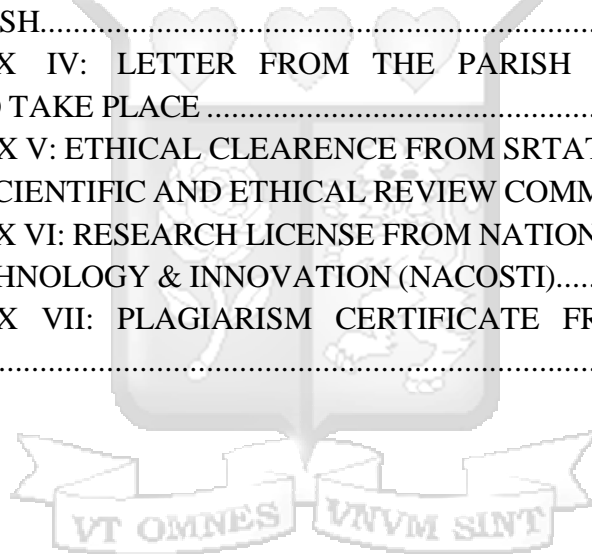 SH....................................................................
X IV: LETTER FROM THE PARISH
TAKE PLACE ....................................................
X V: ETHICAL CLEARENCE FROM SRTAT
CIENTIFIC AND ETHICAL REVIEW COMM
X VI: RESEARCH LICENSE FROM NATION
HNOLOGY & INNOVATION (NACOSTI)......
X VII: PLAGIARISM CERTIFICATE FR
....................................................................
VT OMNES VNVM SINT